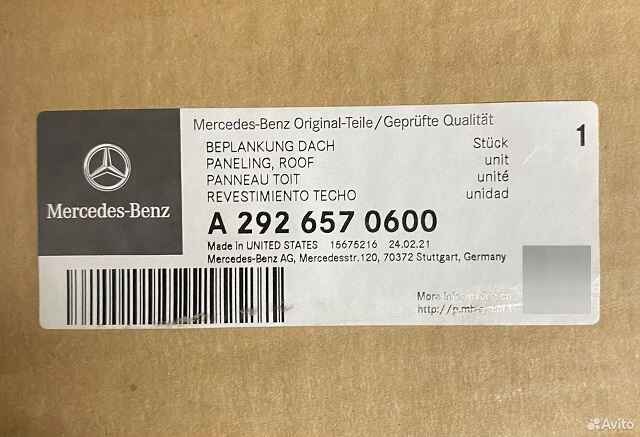 Mercedes-Benz Original-Teile/Geprüfte Qualität
BEPLANKUNG DACH Stück 1
PANELING, ROOF unit
PANNEAU TOIT unité
REVESTIMIENTO TECHO unidad
Mercedes-Benz
A 292 657 0600
Made in UNITED STATES 15675216 24.02.21
Mercedes-Benz AG, Mercedesstr.120, 70372 Stuttgart, Germany
More
Avito